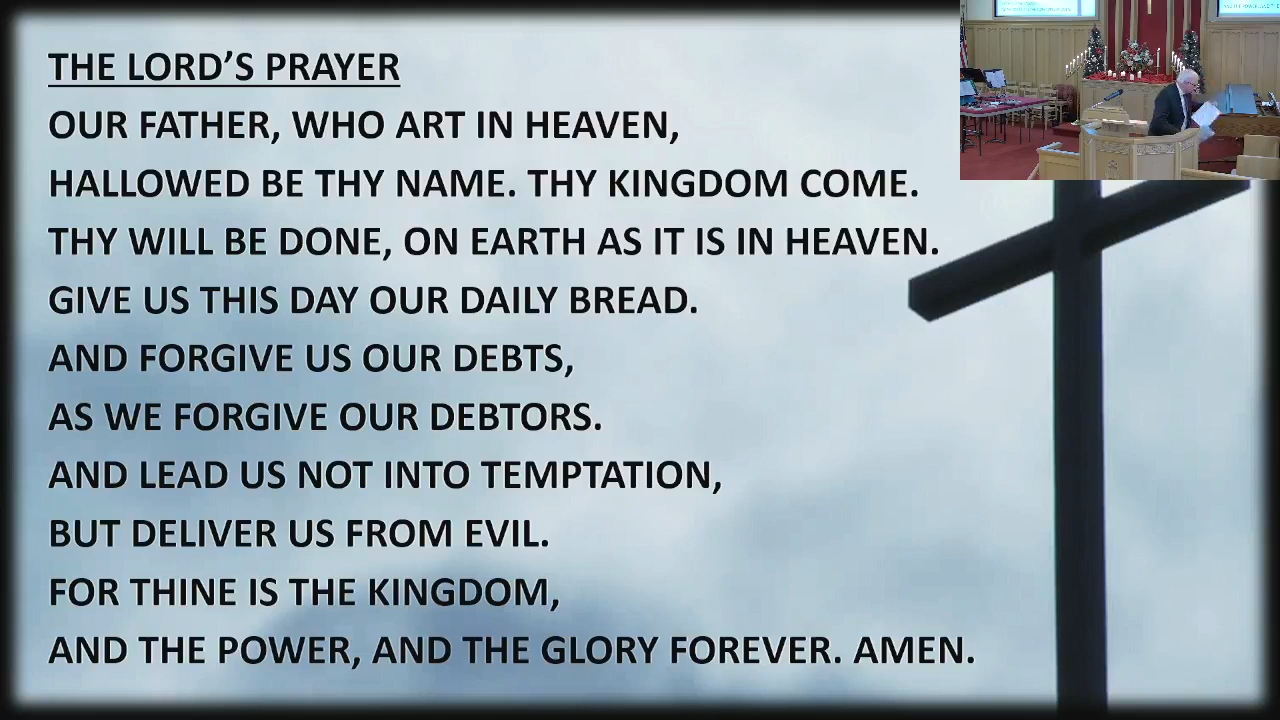 THE LORD’S PRAYER
OUR FATHER, WHO ART IN HEAVEN,
HALLOWED BE THY NAME. THY KINGDOM COME.
THY WILL BE DONE, ON EARTH AS IT IS IN HEAVEN.
GIVE US THIS DAY OUR DAILY BREAD.
AND FORGIVE US OUR DEBTS,
AS WE FORGIVE OUR DEBTORS.
AND LEAD US NOT INTO TEMPTATION,
BUT DELIVER US FROM EVIL.
FOR THINE IS THE KINGDOM,
AND THE POWER, AND THE GLORY FOREVER. AMEN.